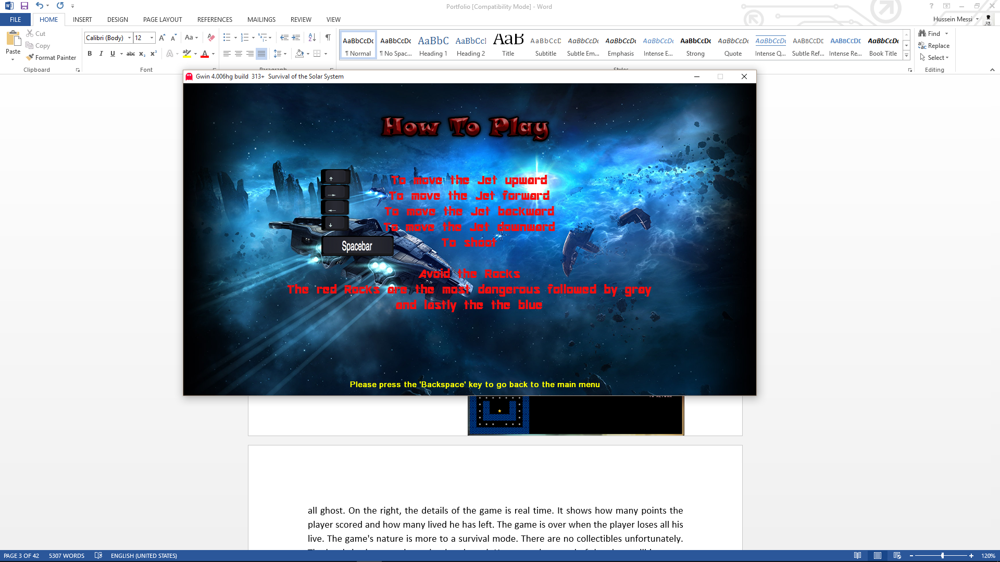 Portfolio [Compatibility Mode] - Word
FILE HOME INSERT DESIGN PAGE LAYOUT REFERENCES MAILINGS REVIEW VIEW
Hussein Messi
Paste
Cut
Copy
Format Painter
Clipboard
Calibri (Body) 12
Font
Paragraph
AaBbCcDc AaBbCcDc AaBbC AaBbCcI AaB AaBbCcD AaBbCcDc AaBbCcDc AaBbCcDc AaBbCcDc AaBbCcDc AaBbCcDc AABBCCDE AABBCCDE AaBbCcDc
¶ Normal ¶ No Spac... Heading 1 Heading 2 Title Subtitle Subtle Em... Emphasis Intense E... Strong Quote Intense Q... Subtle Ref... Intense Re... Book Title
Styles
Find
Replace
Select
Editing
Gwin 4.006hg build 313+ Survival of the Solar System
How To Play
To move the Jet upward
To move the Jet forward
To move the Jet backward
To move the Jet downward
Spacebar To shoot
Avoid the Rocks
The red Rocks are the most dangerous followed by gray
and lastly the the blue
Please press the 'Backspace' key to go back to the main menu
TO RETURN
all ghost. On the right, the details of the game is real time. It shows how many points the
player scored and how many lived he has left. The game is over when the player loses all his
live. The game's nature is more to a survival mode. There are no collectibles unfortunately.
PAGE 3 OF 42 5307 WORDS ENGLISH (UNITED STATES) 120%